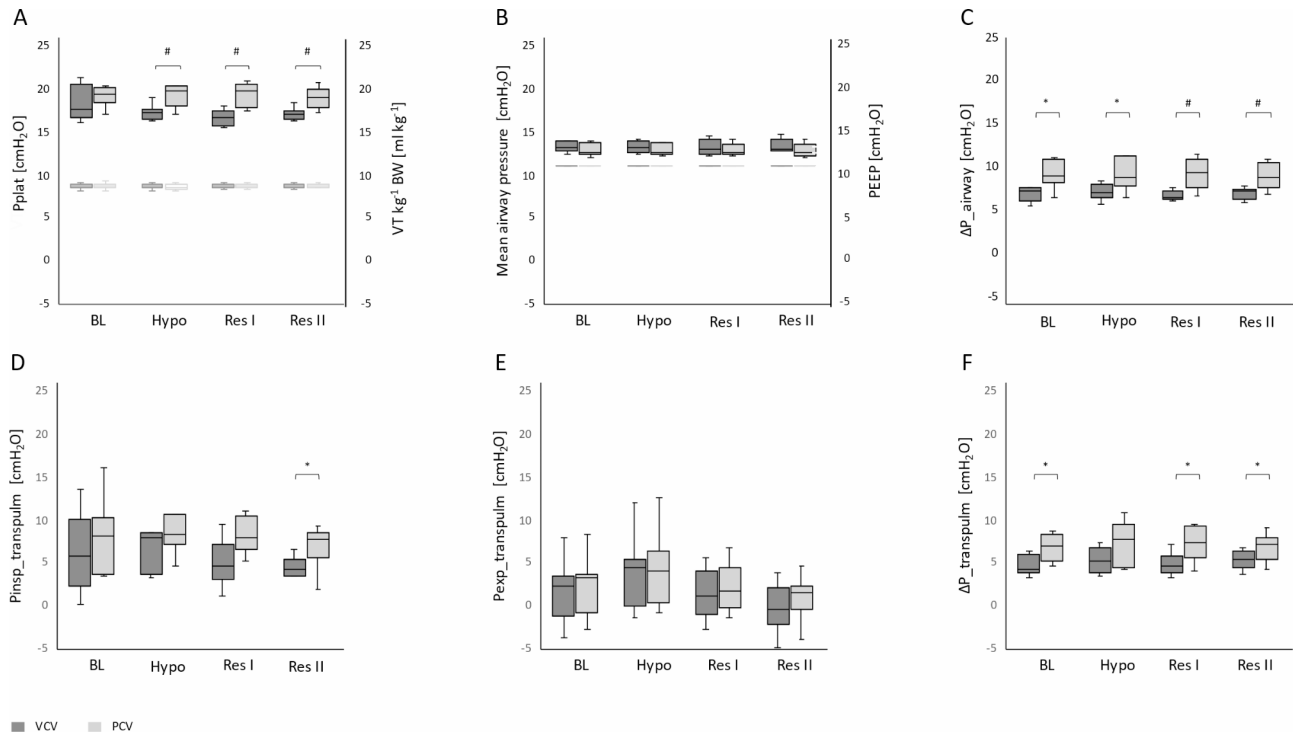 A
Pplat [cmH₂O]
25
20
15
10
5
0
-5
#
#
#
25
20
15
10
5
0
-5
VT kg⁻¹ BW [ml kg⁻¹]
BL
Hypo
Res I
Res II
B
Mean airway pressure [cmH₂O]
25
20
15
10
5
0
-5
25
20
15
10
5
0
-5
PEEP [cmH₂O]
BL
Hypo
Res I
Res II
C
ΔP_airway [cmH₂O]
25
20
15
10
5
0
-5
*
*
#
#
BL
Hypo
Res I
Res II
D
Pinsp_transpulm [cmH₂O]
25
20
15
10
5
0
-5
*
BL
Hypo
Res I
Res II
E
Pexp_transpulm [cmH₂O]
25
20
15
10
5
0
-5
BL
Hypo
Res I
Res II
F
ΔP_transpulm [cmH₂O]
25
20
15
10
5
0
-5
*
*
*
BL
Hypo
Res I
Res II
VCV
PCV